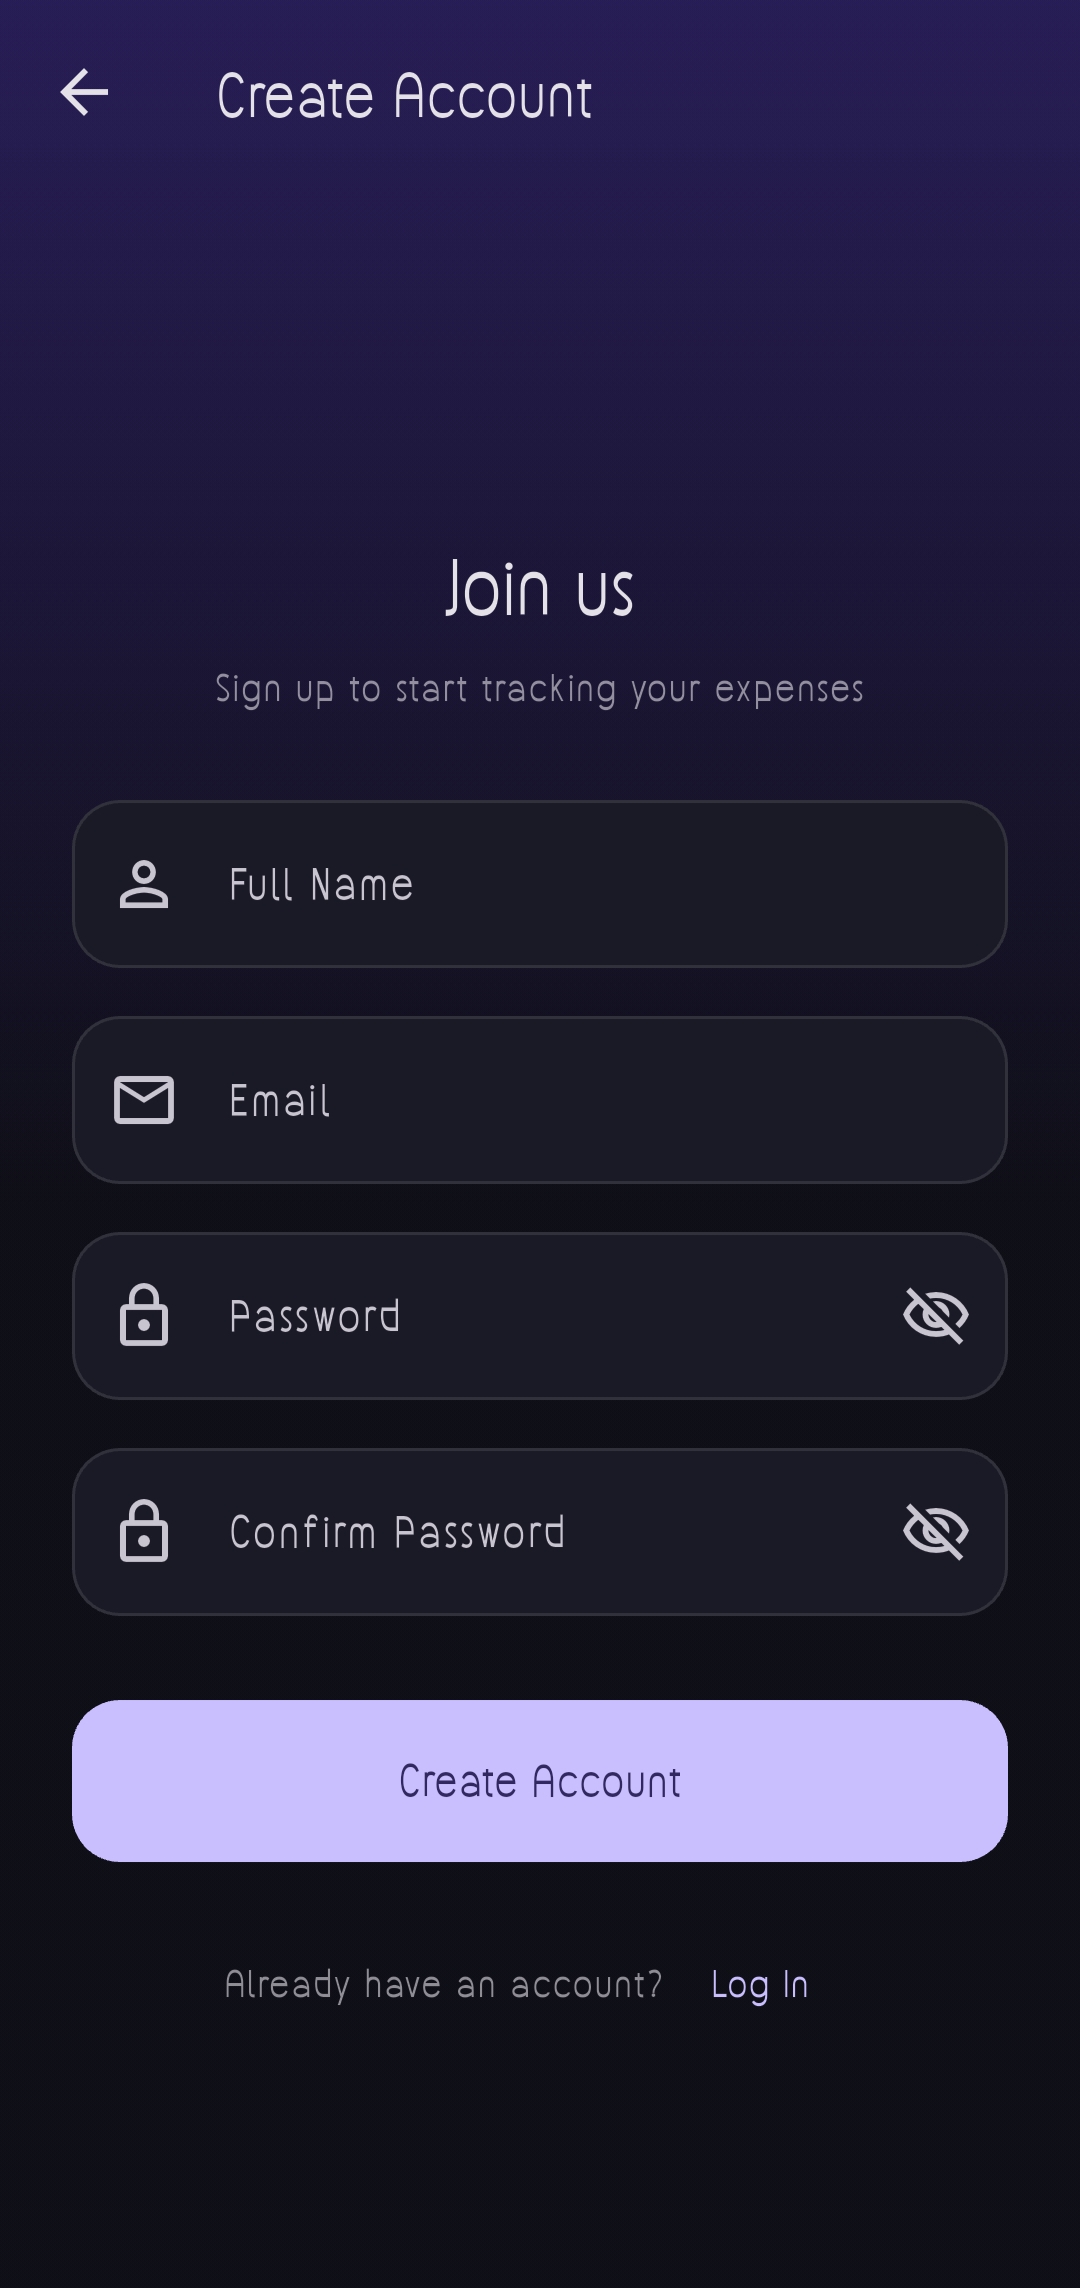 Create Account
Join us
Sign up to start tracking your expenses
Full Name
Email
Password
Confirm Password
Create Account
Already have an account? Log In